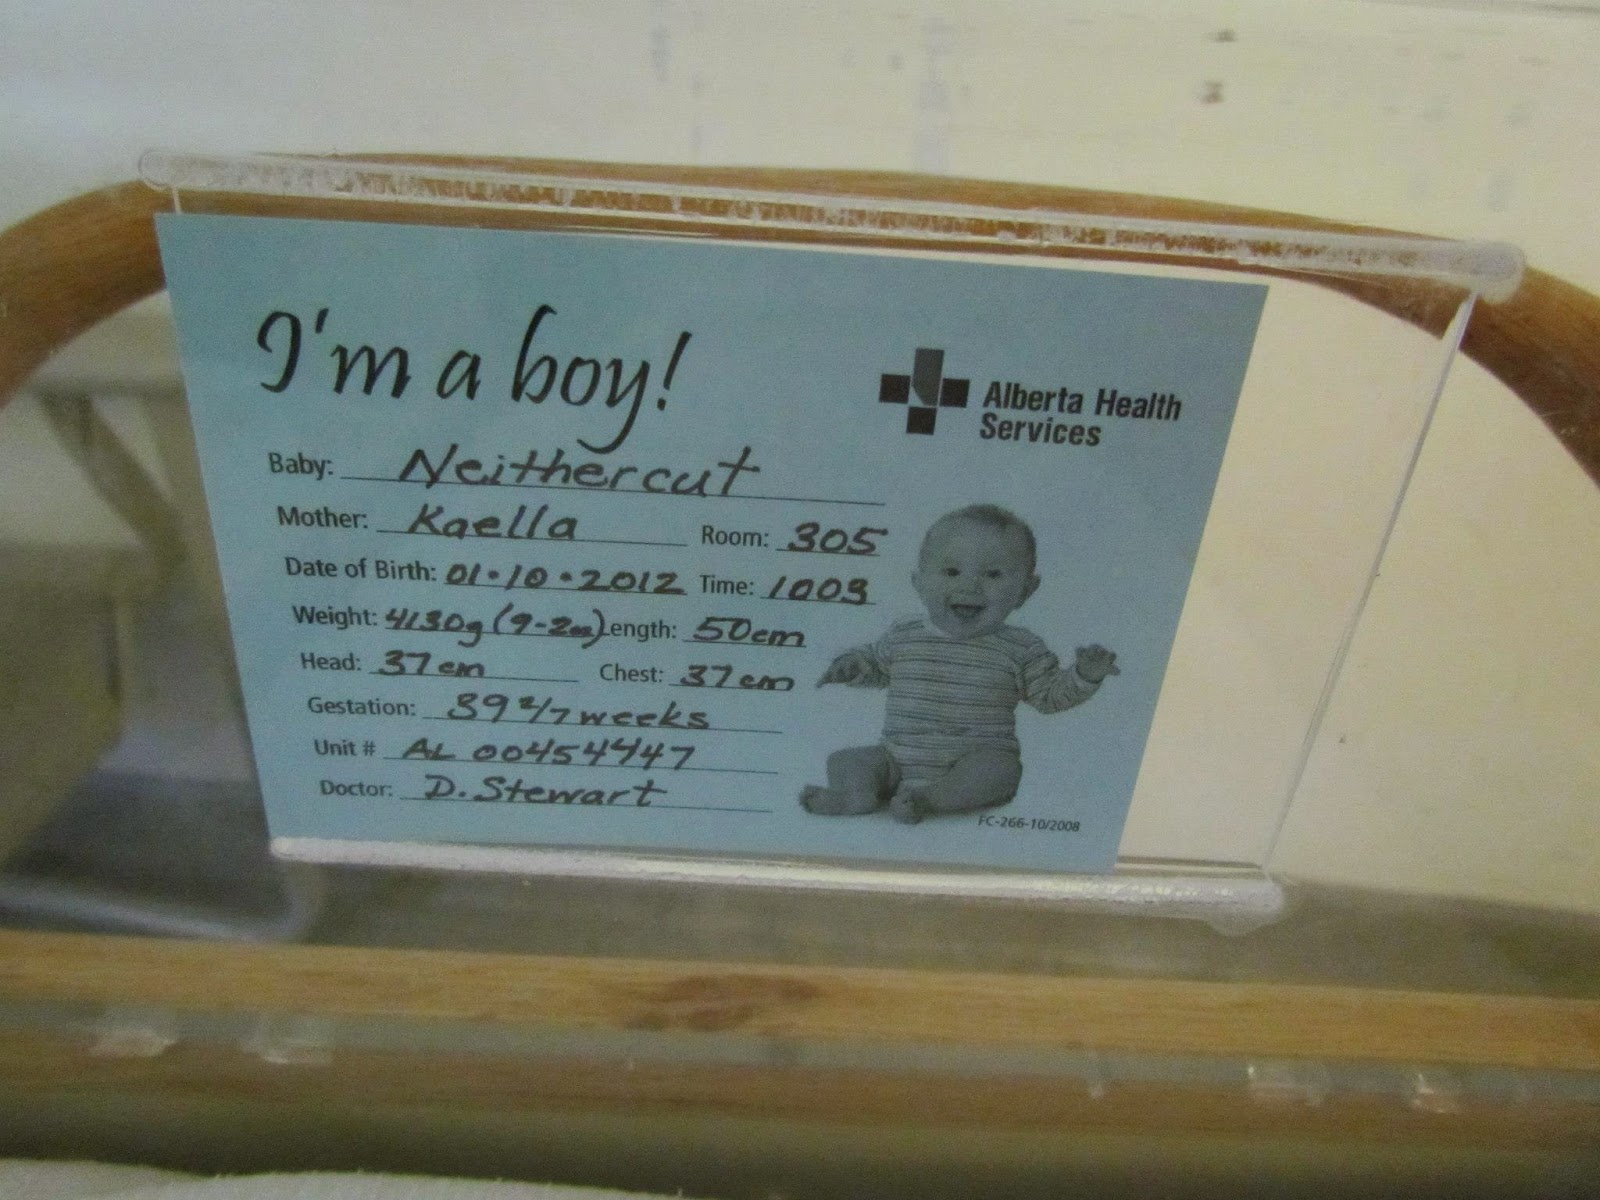 I'm a boy!
Alberta Health
Services
Baby: Neithercut
Mother: Kaella Room: 305
Date of Birth: 01·10·2012 Time: 1003
Weight: 4130g (9-2oz) Length: 50cm
Head: 37cm Chest: 37cm
Gestation: 39 2/7 weeks
Unit # AL 00454447
Doctor: D. Stewart
FC-266-10/2008